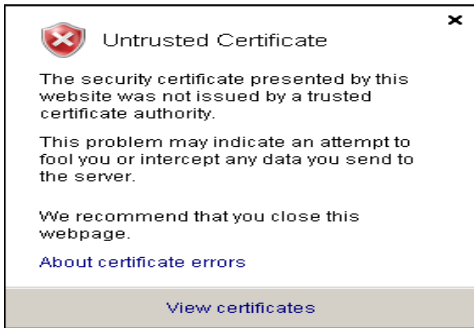 Untrusted Certificate
The security certificate presented by this
website was not issued by a trusted
certificate authority.
This problem may indicate an attempt to
fool you or intercept any data you send to
the server.
We recommend that you close this
webpage.
About certificate errors
View certificates